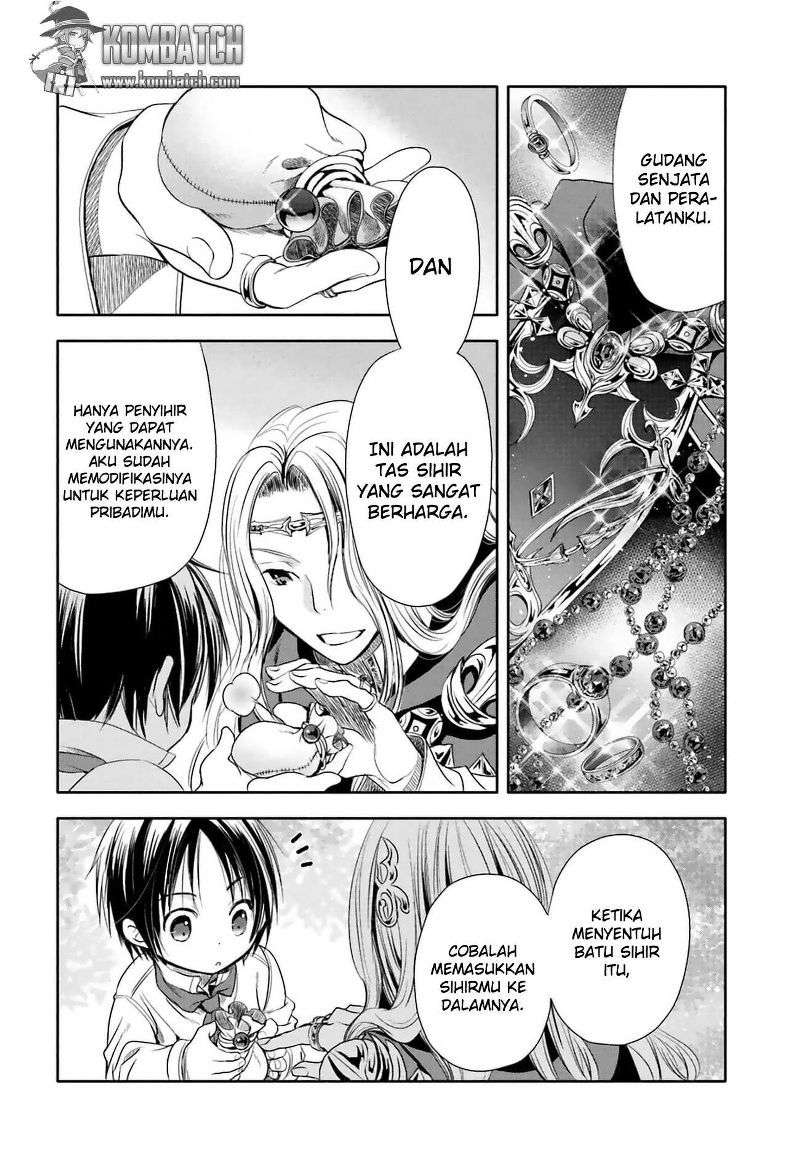 KOMBATCH
www.kombatch.com
GUDANG
SENJATA
DAN PERA-
LATANKU.
DAN
INI ADALAH
TAS SIHIR
YANG SANGAT
BERHARGA.
HANYA PENYIHIR
YANG DAPAT
MENGUNAKANNYA.
AKU SUDAH
MEMODIFIKASINYA
UNTUK KEPERLUAN
PRIBADIMU.
KETIKA
MENYENTUH
BATU SIHIR
ITU,
COBALAH
MEMASUKKAN
SIHIRMU KE
DALAMNYA.